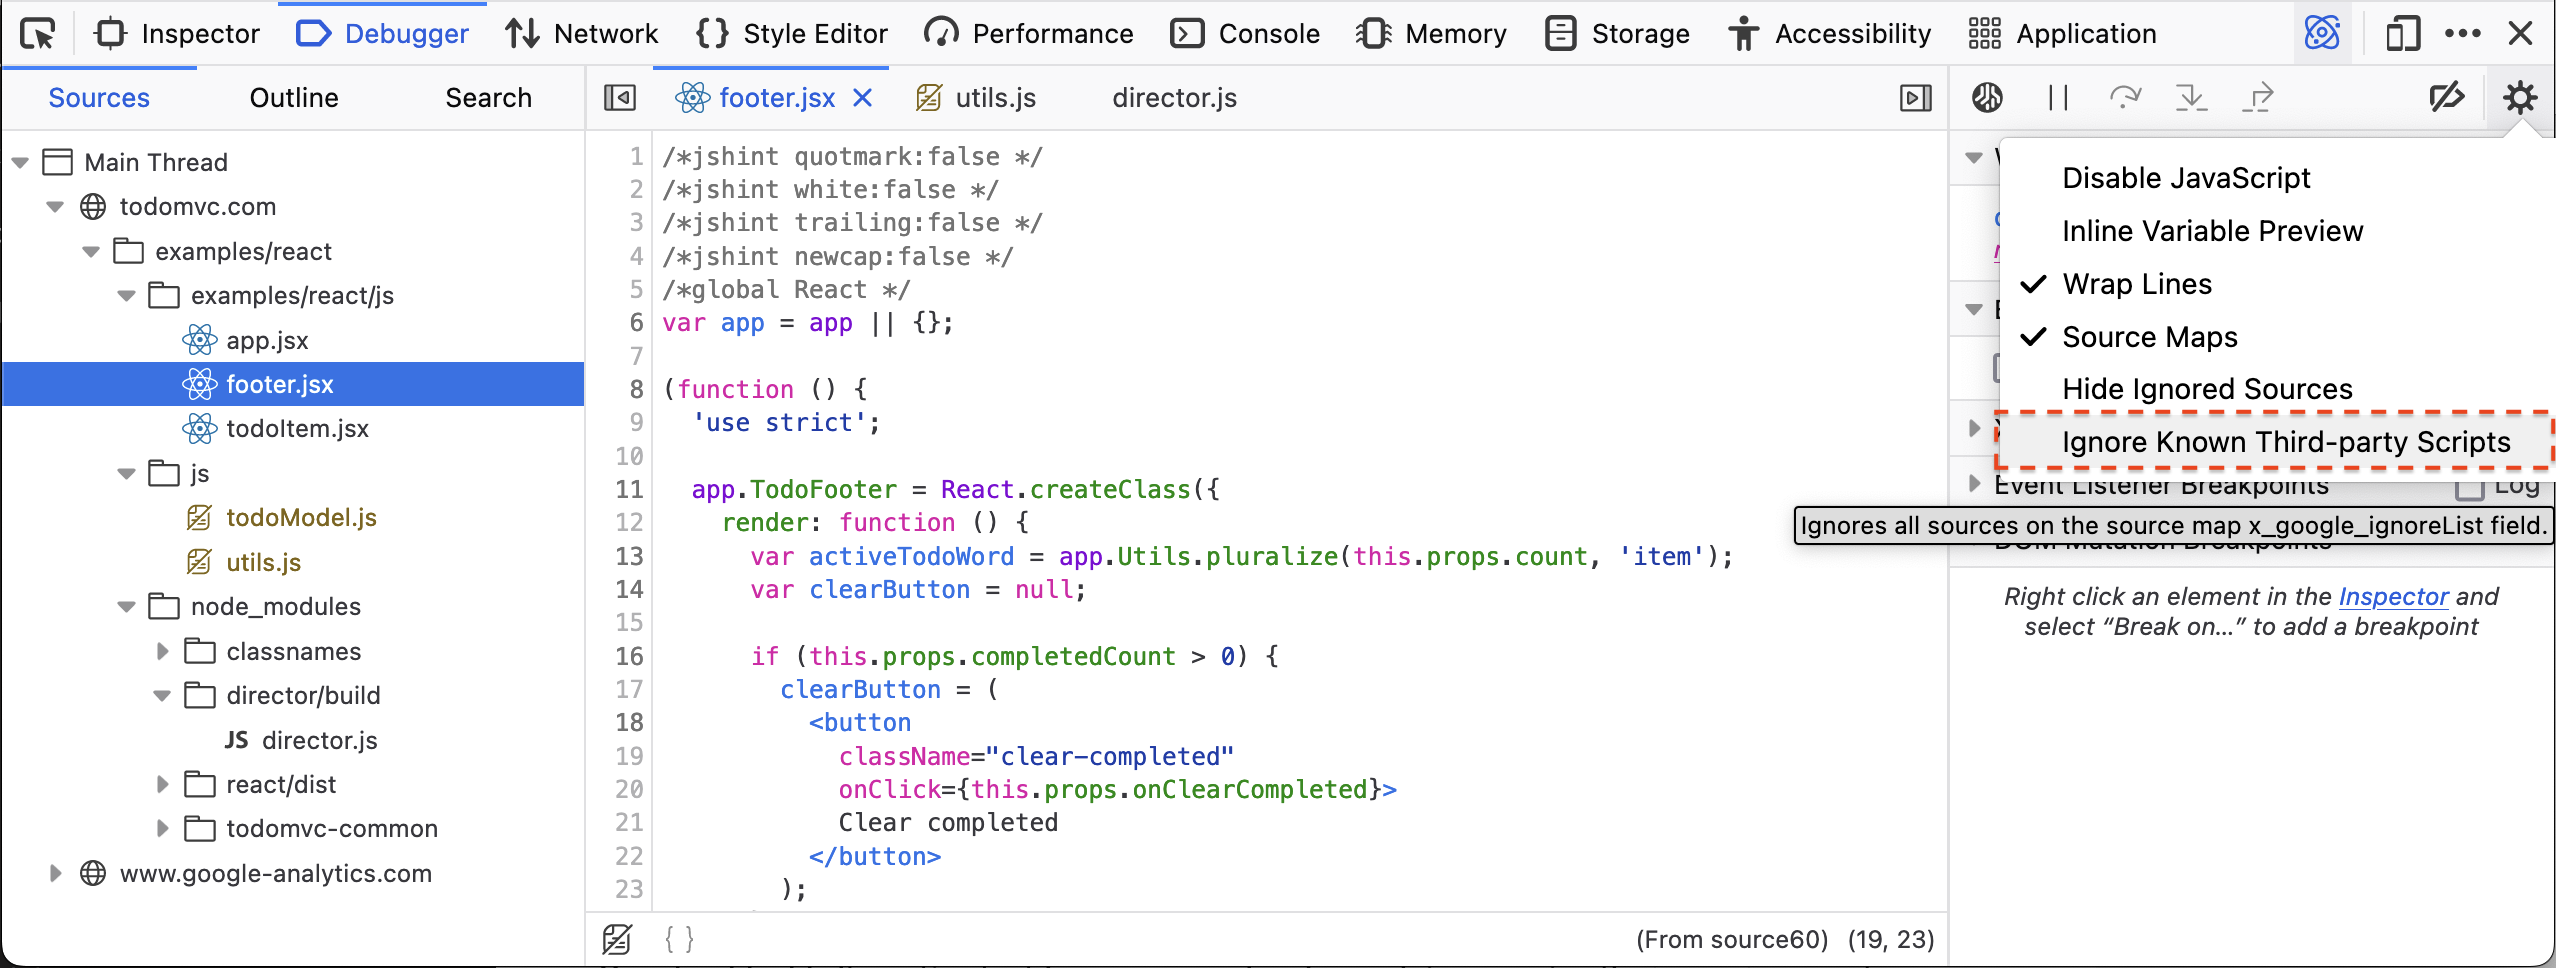 Inspector Debugger Network Style Editor Performance Console Memory Storage Accessibility Application
Sources Outline Search
footer.jsx utils.js director.js
Main Thread
todomvc.com
examples/react
examples/react/js
app.jsx
footer.jsx
todoItem.jsx
js
todoModel.js
utils.js
node_modules
classnames
director/build
JS director.js
react/dist
todomvc-common
www.google-analytics.com
1 /*jshint quotmark:false */
2 /*jshint white:false */
3 /*jshint trailing:false */
4 /*jshint newcap:false */
5 /*global React */
6 var app = app || {};
7
8 (function () {
9 'use strict';
10
11 app.TodoFooter = React.createClass({
12 render: function () {
13 var activeTodoWord = app.Utils.pluralize(this.props.count, 'item');
14 var clearButton = null;
15
16 if (this.props.completedCount > 0) {
17 clearButton = (
18 <button
19 className="clear-completed"
20 onClick={this.props.onClearCompleted}>
21 Clear completed
22 </button>
23 );
{ } (From source60) (19, 23)
Disable JavaScript
Inline Variable Preview
Wrap Lines
Source Maps
Hide Ignored Sources
Ignore Known Third-party Scripts
Event Listener Breakpoints Log
Ignores all sources on the source map x_google_ignoreList field.
DOM Mutation Breakpoints
Right click an element in the Inspector and
select “Break on…” to add a breakpoint